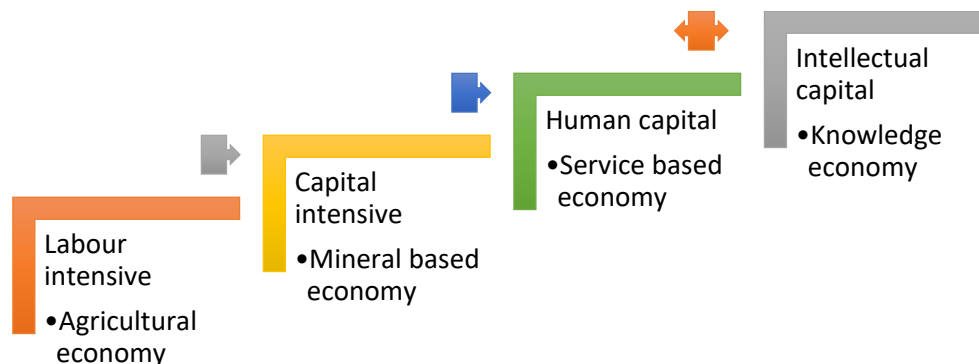 Labour
intensive
•Agricultural
economy
Capital
intensive
•Mineral based
economy
Human capital
•Service based
economy
Intellectual
capital
•Knowledge
economy